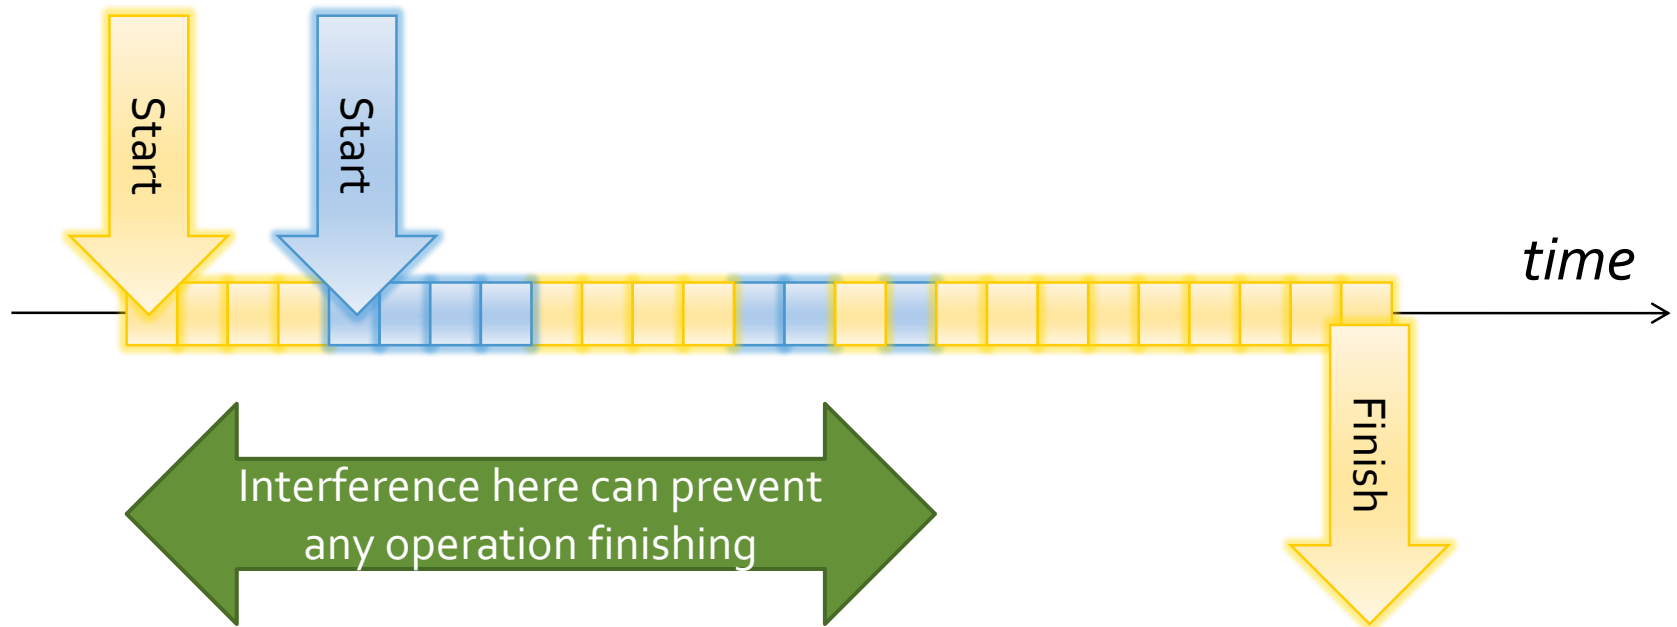 Start
Start
time
Interference here can prevent
any operation finishing
Finish